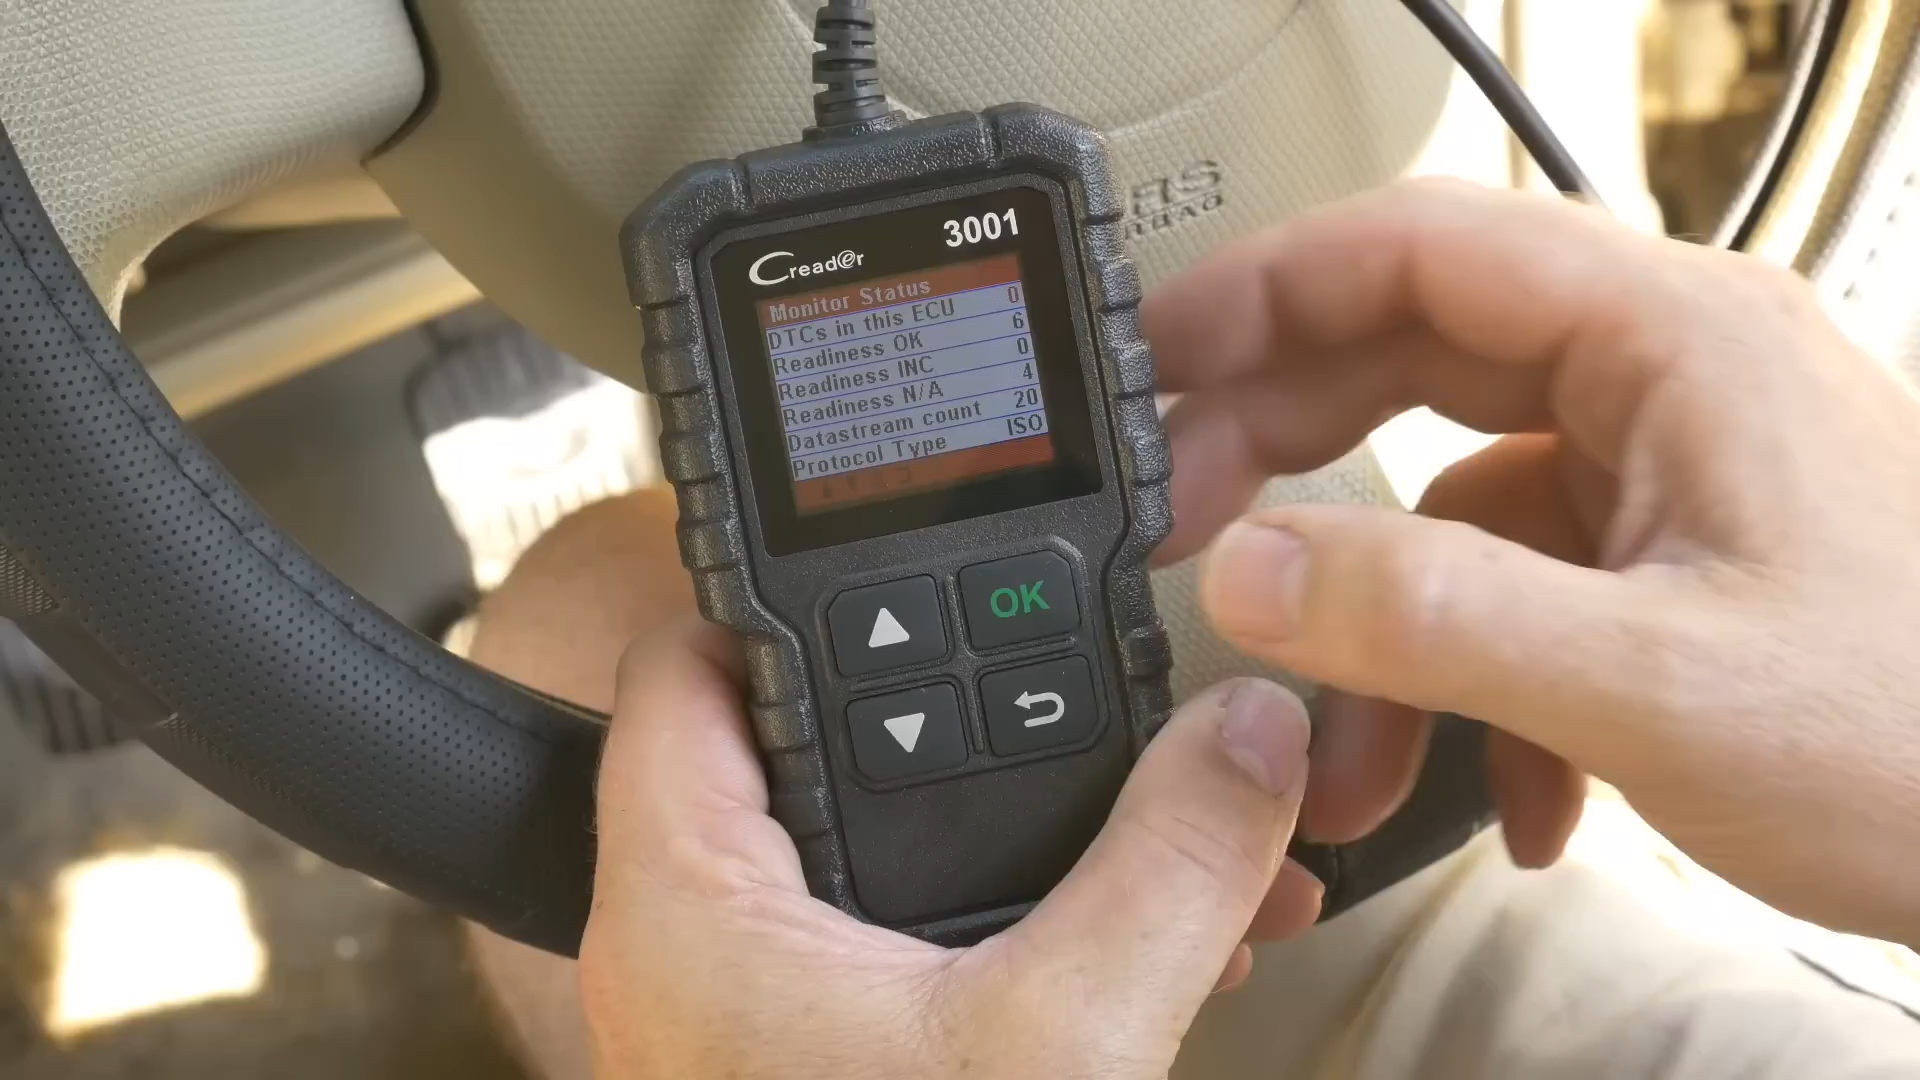 3001
Creader
Monitor Status
DTCs in this ECU 0
Readiness OK 6
Readiness INC 0
Readiness N/A 4
Datastream count 20
Protocol Type ISO
OK